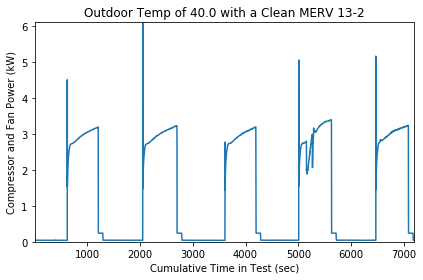 Outdoor Temp of 40.0 with a Clean MERV 13-2
Compressor and Fan Power (kW)
6
5
4
3
2
1
0
1000 2000 3000 4000 5000 6000 7000
Cumulative Time in Test (sec)